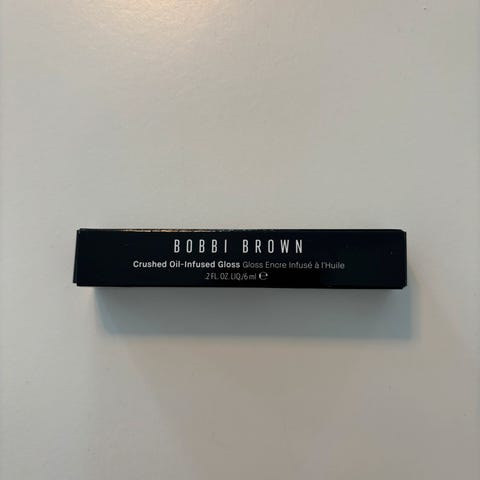 BOBBI BROWN
Crushed Oil-Infused Gloss Gloss Encre Infusé à l'Huile
.2 FL. OZ. LIQ./6 ml ℮